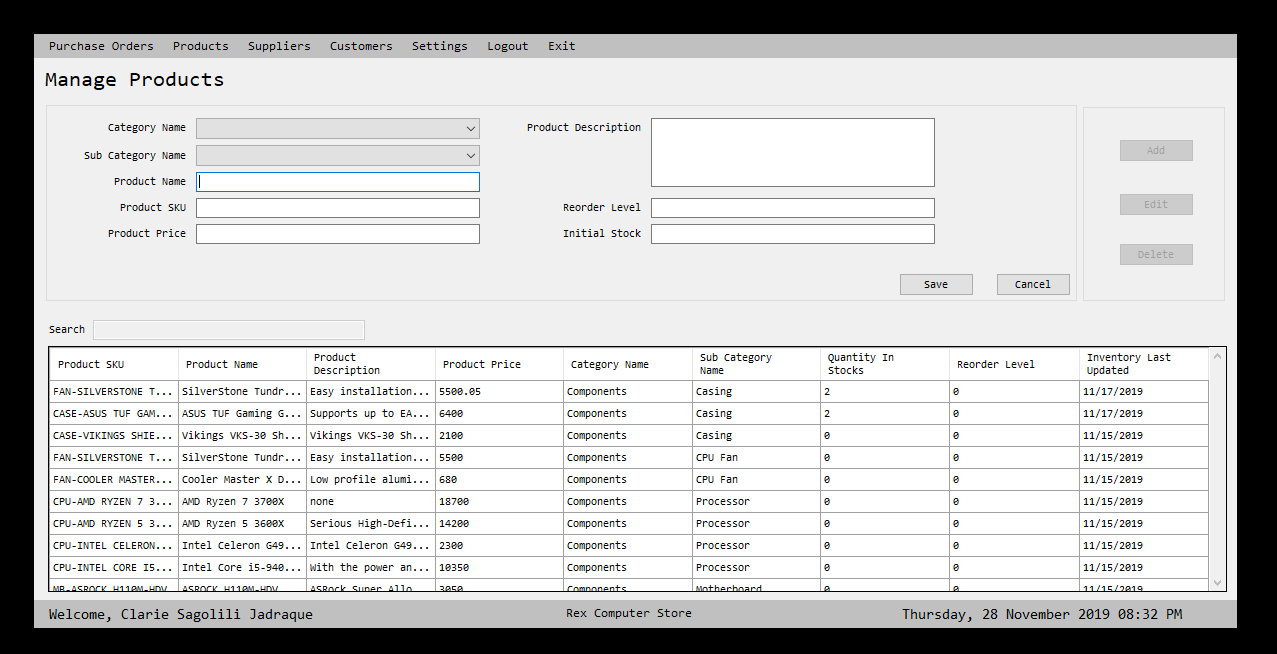 Purchase Orders Products Suppliers Customers Settings Logout Exit
Manage Products
Category Name
Sub Category Name
Product Name
Product SKU
Product Price
Product Description
Reorder Level
Initial Stock
Add
Edit
Delete
Save Cancel
Search
Product SKU Product Name Product Description Product Price Category Name Sub Category Name Quantity In Stocks Reorder Level Inventory Last Updated
FAN-SILVERSTONE T... SilverStone Tundr... Easy installation... 5500.05 Components Casing 2 0 11/17/2019
CASE-ASUS TUF GAM... ASUS TUF Gaming G... Supports up to EA... 6400 Components Casing 2 0 11/17/2019
CASE-VIKINGS SHIE... Vikings VKS-30 Sh... Vikings VKS-30 Sh... 2100 Components Casing 0 0 11/15/2019
FAN-SILVERSTONE T... SilverStone Tundr... Easy installation... 5500 Components CPU Fan 0 0 11/15/2019
FAN-COOLER MASTER... Cooler Master X D... Low profile alumi... 680 Components CPU Fan 0 0 11/15/2019
CPU-AMD RYZEN 7 3... AMD Ryzen 7 3700X none 18700 Components Processor 0 0 11/15/2019
CPU-AMD RYZEN 5 3... AMD Ryzen 5 3600X Serious High-Defi... 14200 Components Processor 0 0 11/15/2019
CPU-INTEL CELERON... Intel Celeron G49... Intel Celeron G49... 2300 Components Processor 0 0 11/15/2019
CPU-INTEL CORE I5... Intel Core i5-940... With the power an... 10350 Components Processor 0 0 11/15/2019
MB-ASROCK H110M-HDV ASROCK H110M-HDV ASRock Super Allo... 3050 Components Motherboard 0 0 11/15/2019
Welcome, Clarie Sagolili Jadraque Rex Computer Store Thursday, 28 November 2019 08:32 PM